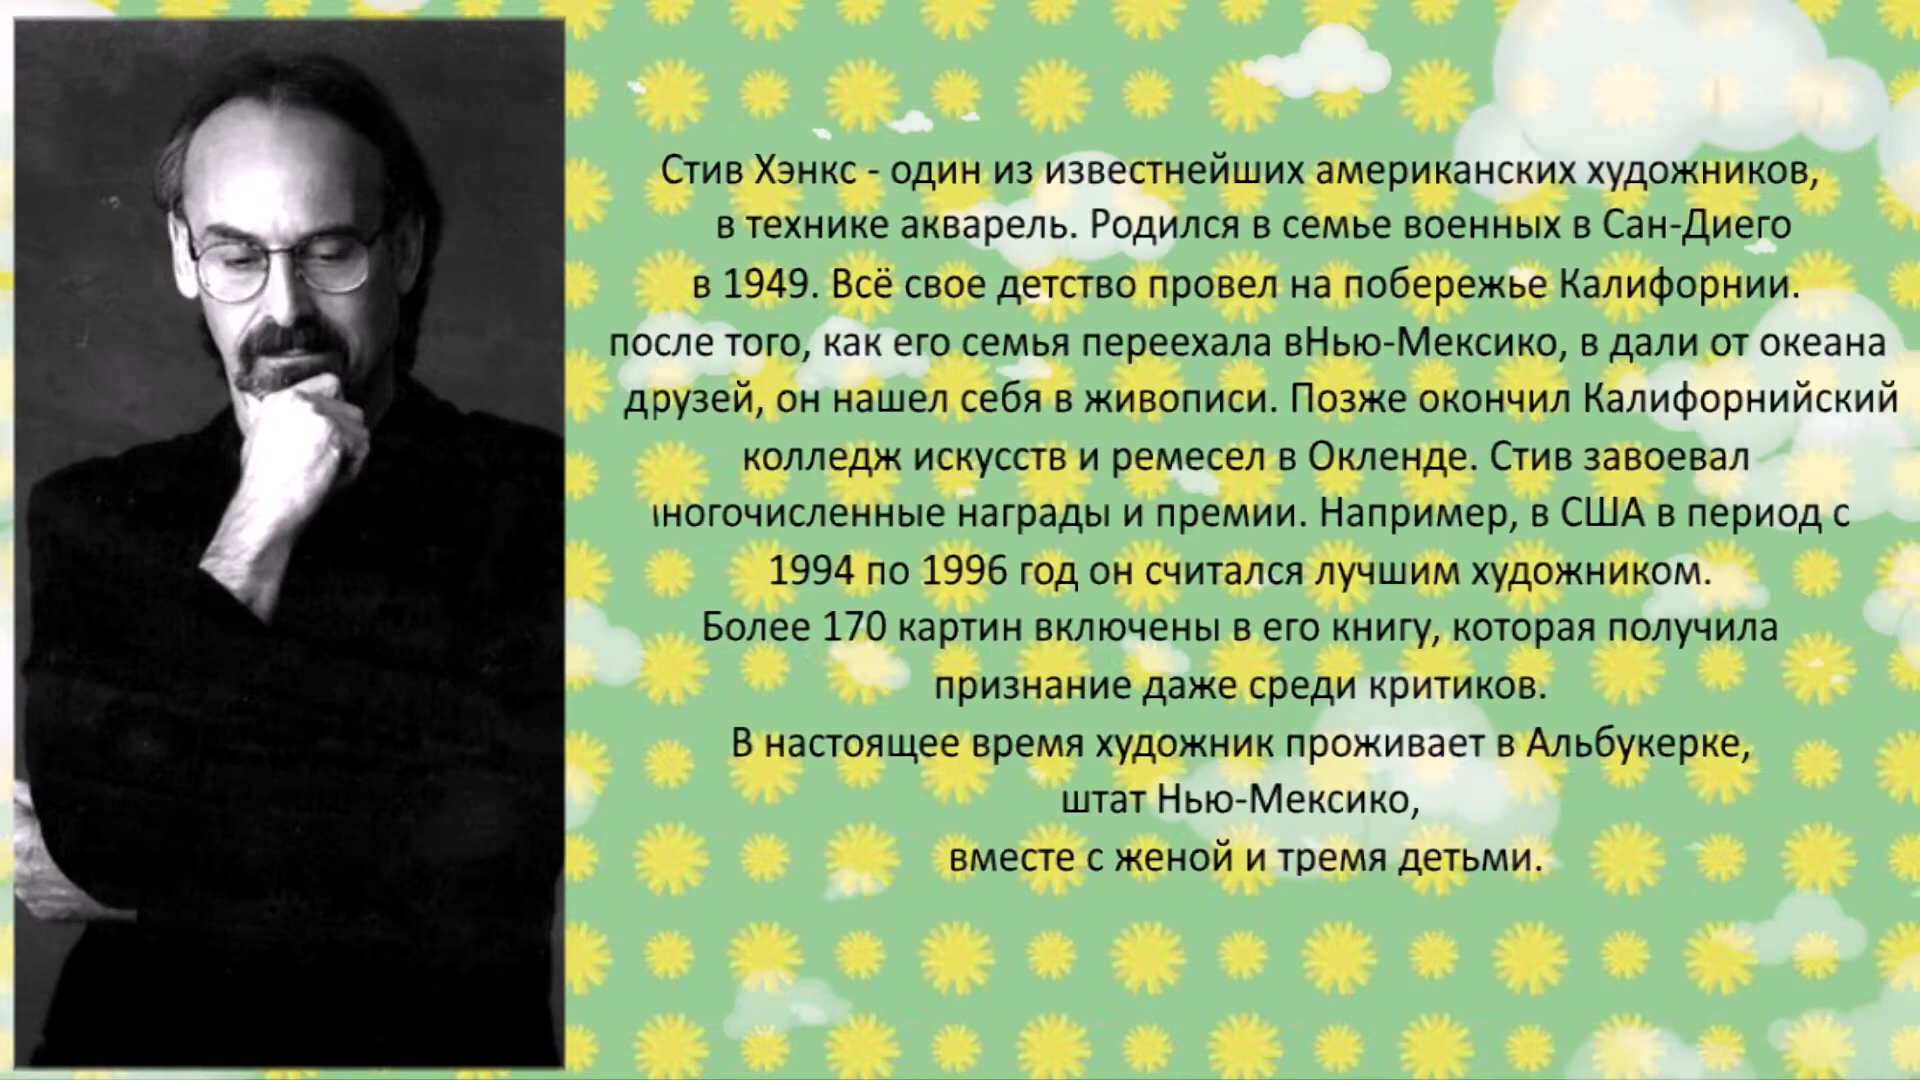 Стив Хэнкс - один из известнейших американских художников,
в технике акварель. Родился в семье военных в Сан-Диего
в 1949. Всё свое детство провел на побережье Калифорнии.
после того, как его семья переехала вНью-Мексико, в дали от океана
друзей, он нашел себя в живописи. Позже окончил Калифорнийский
колледж искусств и ремесел в Окленде. Стив завоевал
многочисленные награды и премии. Например, в США в период с
1994 по 1996 год он считался лучшим художником.
Более 170 картин включены в его книгу, которая получила
признание даже среди критиков.
В настоящее время художник проживает в Альбукерке,
штат Нью-Мексико,
вместе с женой и тремя детьми.